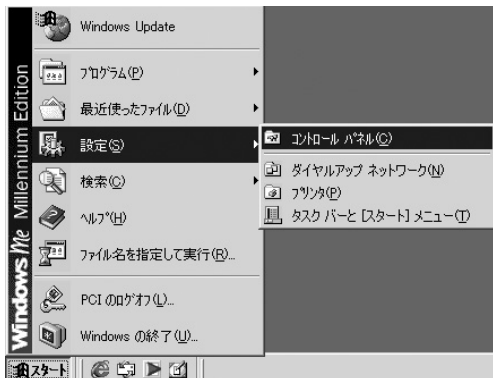 Windows Update
プログラム(P)
最近使ったファイル(D)
設定(S)
検索(C)
ヘルプ(H)
ファイル名を指定して実行(R)...
PCI のログオフ(L)...
Windows の終了(U)...
コントロール パネル(C)
ダイヤルアップ ネットワーク(N)
プリンタ(P)
タスク バーと [スタート] メニュー(T)
Windows Me Millennium Edition
スタート